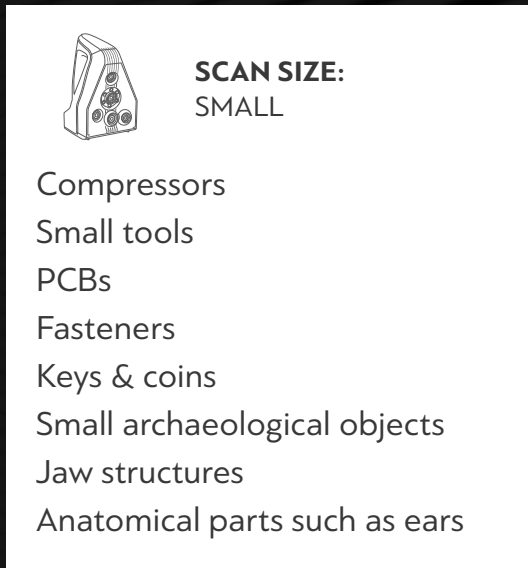 SCAN SIZE:
SMALL
Compressors
Small tools
PCBs
Fasteners
Keys & coins
Small archaeological objects
Jaw structures
Anatomical parts such as ears